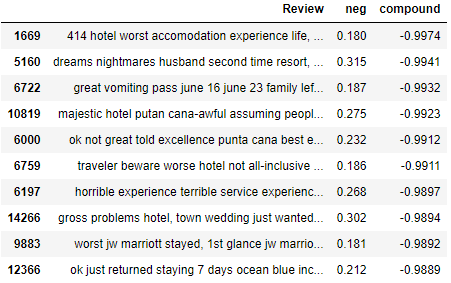 Review neg compound
1669 414 hotel worst accomodation experience life, ... 0.180 -0.9974
5160 dreams nightmares husband second time resort, ... 0.315 -0.9941
6722 great vomiting pass june 16 june 23 family lef... 0.187 -0.9932
10819 majestic hotel putan cana-awful assuming peopl... 0.275 -0.9923
6000 ok not great told excellence punta cana best e... 0.232 -0.9912
6759 traveler beware worse hotel not all-inclusive ... 0.186 -0.9911
6197 horrible experience terrible service experienc... 0.268 -0.9897
14266 gross problems hotel, town wedding just wanted... 0.302 -0.9894
9883 worst jw marriott stayed, 1st glance jw marrio... 0.181 -0.9892
12366 ok just returned staying 7 days ocean blue inc... 0.212 -0.9889